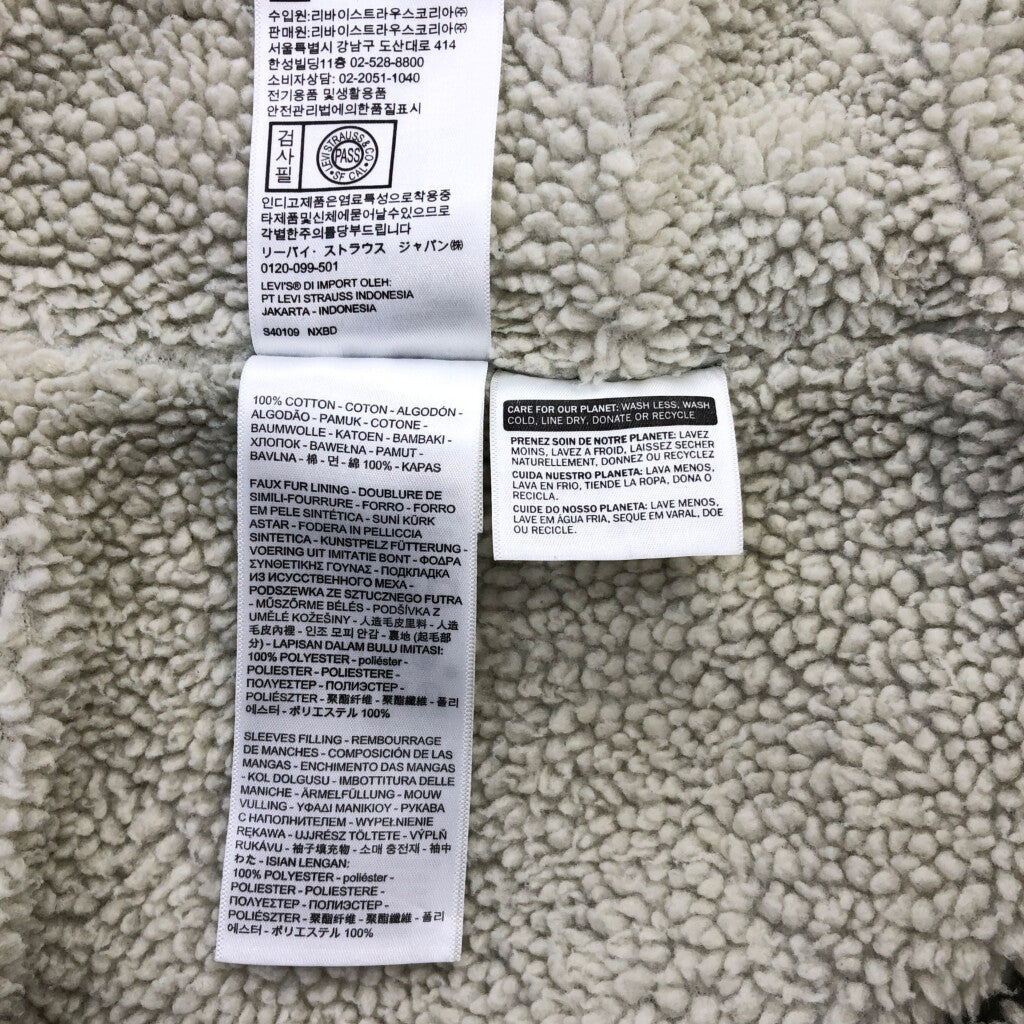 수입원:리바이스트라우스코리아㈜
판매원:리바이스트라우스코리아㈜
서울특별시 강남구 도산대로 414
한성빌딩11층 02-528-8800
소비자상담: 02-2051-1040
전기용품 및생활용품
안전관리법에의한품질표시
검사필
LEVI STRAUSS & CO
PASS
SF CAL
인디고제품은염료특성으로착용중
타제품및신체에묻어날수있으므로
각별한주의를당부드립니다
リーバイ・ストラウス ジャパン㈱
0120-099-501
LEVI'S® DI IMPORT OLEH:
PT LEVI STRAUSS INDONESIA
JAKARTA - INDONESIA
S40109 NXBD
100% COTTON - COTON - ALGODÓN -
ALGODÃO - PAMUK - COTONE -
BAUMWOLLE - KATOEN - ΒΑΜΒΑΚΙ -
ХЛОПОК - BAWEŁNA - PAMUT -
BAVLNA - 棉 - 면 - 綿 100% - KAPAS
FAUX FUR LINING - DOUBLURE DE
SIMILI-FOURRURE - FORRO - FORRO
EM PELE SINTÉTICA - SUNİ KÜRK
ASTAR - FODERA IN PELLICCIA
SINTETICA - KUNSTPELZ FÜTTERUNG -
VOERING UIT IMITATIE BONT - ΦΟΔΡΑ
ΣΥΝΘΕΤΙΚΗΣ ΓΟΥΝΑΣ - ПОДКЛАДКА
ИЗ ИСКУССТВЕННОГО МЕХА -
PODSZEWKA ZE SZTUCZNEGO FUTRA
- MŰSZŐRME BÉLÉS - PODŠÍVKA Z
UMĚLÉ KOŽEŠINY - 人造毛皮里料 - 人造
毛皮內裡 - 인조 모피 안감 - 裏地 (起毛部
分) - LAPISAN DALAM BULU IMITASI:
100% POLYESTER - poliéster -
POLIESTER - POLIESTERE -
ΠΟΛΥΕΣΤΕΡ - ПОЛИЭСТЕР -
POLIÉSZTER - 聚酯纤维 - 聚酯纖維 - 폴리
에스터 - ポリエステル 100%
SLEEVES FILLING - REMBOURRAGE
DE MANCHES - COMPOSICIÓN DE LAS
MANGAS - ENCHIMENTO DAS MANGAS
- KOL DOLGUSU - IMBOTTITURA DELLE
MANICHE - ÄRMELFÜLLUNG - MOUW
VULLING - ΥΦΑΔΙ ΜΑΝΙΚΙΟΥ - РУКАВА
С НАПОЛНИТЕЛЕМ - WYPEŁNIENIE
RĘKAWA - UJJRÉSZ TÖLTETE - VÝPLŇ
RUKÁVU - 袖子填充物 - 소매 충전재 - 袖中
わた - ISIAN LENGAN:
100% POLYESTER - poliéster -
POLIESTER - POLIESTERE -
ΠΟΛΥΕΣΤΕΡ - ПОЛИЭСТЕР -
POLIÉSZTER - 聚酯纤维 - 聚酯纖維 - 폴리
에스터 - ポリエステル 100%
CARE FOR OUR PLANET: WASH LESS, WASH
COLD, LINE DRY, DONATE OR RECYCLE
PRENEZ SOIN DE NOTRE PLANETE: LAVEZ
MOINS, LAVEZ A FROID, LAISSEZ SECHER
NATURELLEMENT, DONNEZ OU RECYCLEZ
CUIDA NUESTRO PLANETA: LAVA MENOS,
LAVA EN FRIO, TIENDE LA ROPA, DONA O
RECICLA.
CUIDE DO NOSSO PLANETA: LAVE MENOS,
LAVE EM ÁGUA FRIA, SEQUE EM VARAL, DOE
OU RECICLE.